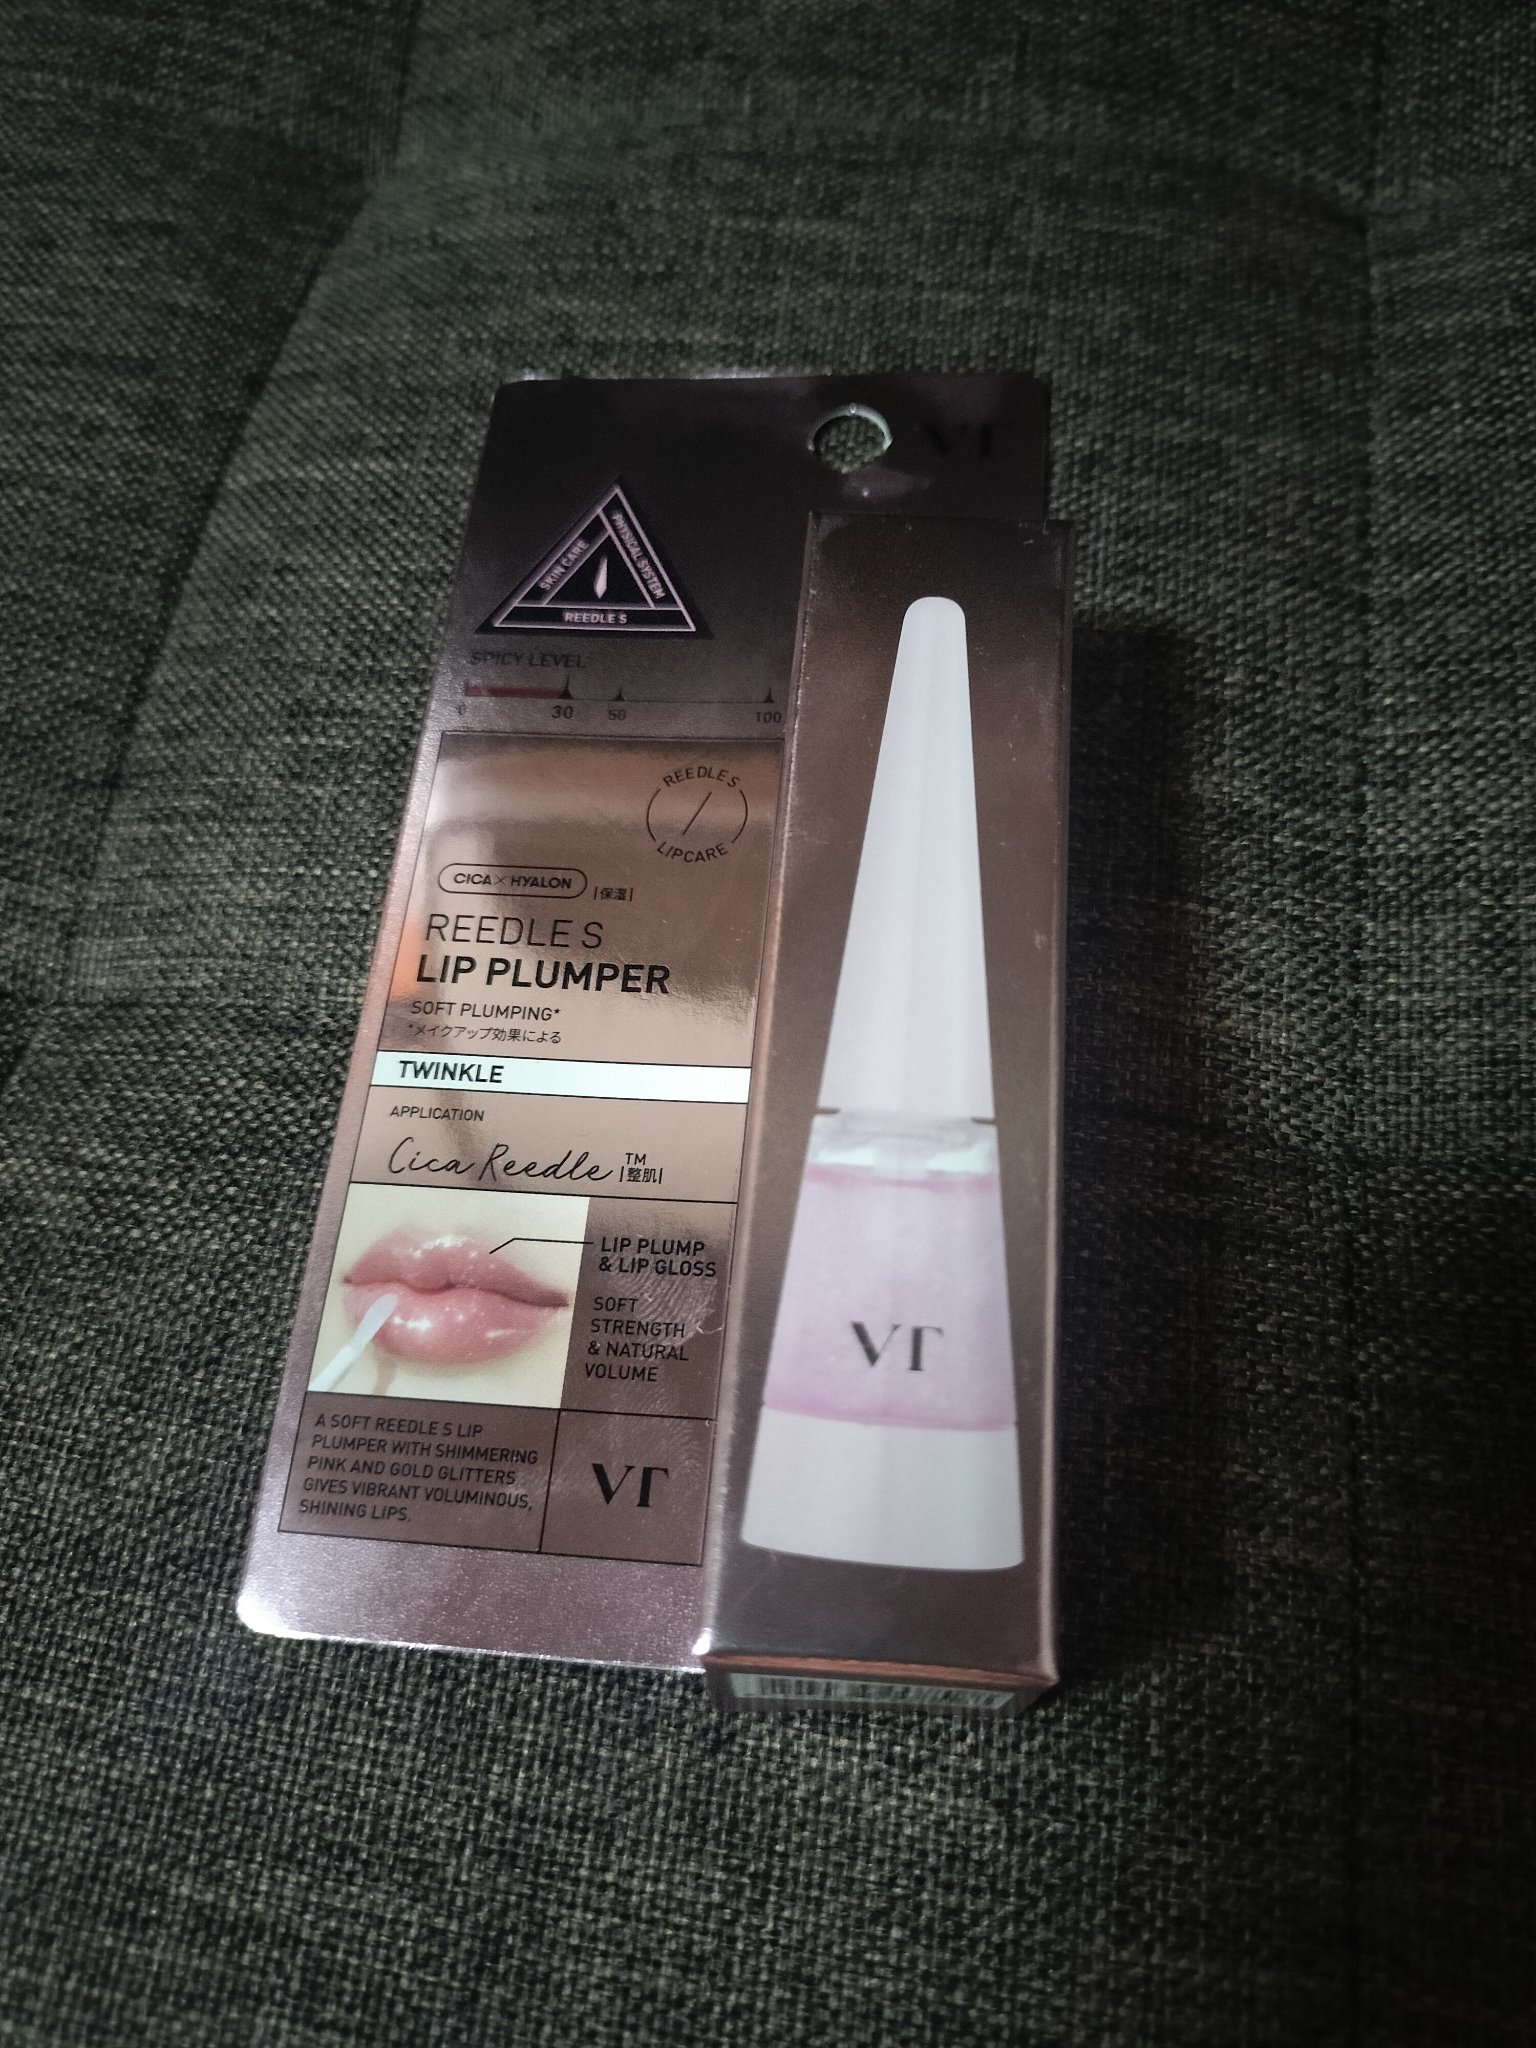 VT
SKIN CARE
PHYSICAL SYSTEM
REEDLE S
SPICY LEVEL
0 30 50 100
REEDLE S
LIPCARE
CICA×HYALON |保湿|
REEDLE S
LIP PLUMPER
SOFT PLUMPING*
*メイクアップ効果による
TWINKLE
APPLICATION
Cica Reedle TM |整肌|
LIP PLUMP
& LIP GLOSS
SOFT
STRENGTH
& NATURAL
VOLUME
A SOFT REEDLE S LIP
PLUMPER WITH SHIMMERING
PINK AND GOLD GLITTERS
GIVES VIBRANT VOLUMINOUS,
SHINING LIPS.
VT
VT